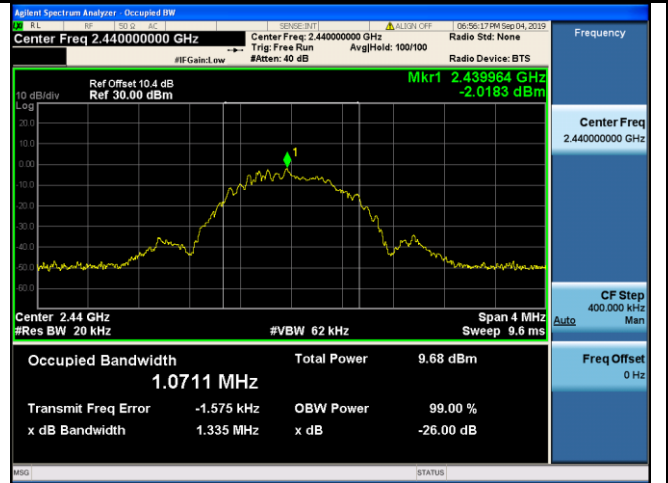 Agilent Spectrum Analyzer - Occupied BW
RL RF 50 Ω AC SENSE:INT ALIGN OFF 06:56:17 PM Sep 04, 2019
Center Freq 2.440000000 GHz
Center Freq: 2.440000000 GHz
Radio Std: None
Trig: Free Run Avg|Hold: 100/100
#IFGain:Low
#Atten: 40 dB
Radio Device: BTS
Frequency
Ref Offset 10.4 dB
10 dB/div Ref 30.00 dBm
Mkr1 2.439964 GHz
-2.0183 dBm
Log
20.0
10.0
0.00
-10.0
-20.0
-30.0
-40.0
-50.0
-60.0
1
Center 2.44 GHz
Span 4 MHz
#Res BW 20 kHz
#VBW 62 kHz
Sweep 9.6 ms
Occupied Bandwidth
1.0711 MHz
Total Power 9.68 dBm
Transmit Freq Error -1.575 kHz OBW Power 99.00 %
x dB Bandwidth 1.335 MHz x dB -26.00 dB
Center Freq
2.440000000 GHz
CF Step
400.000 kHz
Auto Man
Freq Offset
0 Hz
MSG STATUS